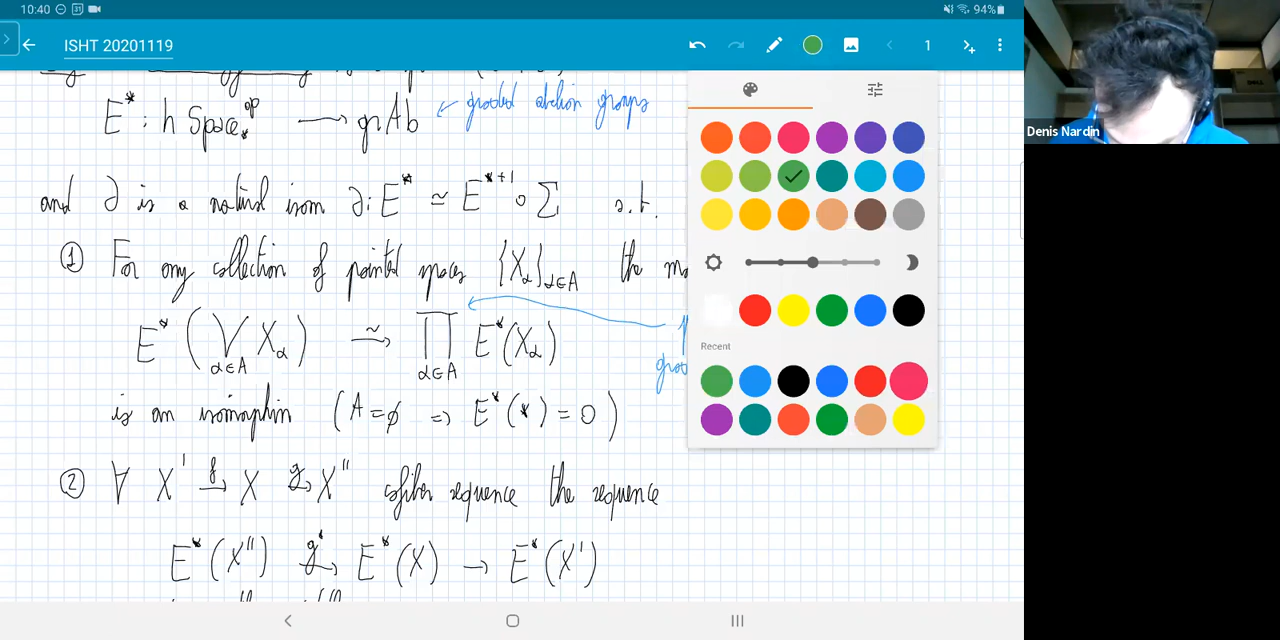 10:40 94%
ISHT 20201119 1
E* : h Space*^op → grAb ← graded abelian groups
and ∂ is a natural isom ∂: E* ≃ E*+1 ∘ Σ s.t.
① For any collection of pointed spaces {Xα}α∈A the
E* ( ⋁α∈A Xα ) ⥲ ∏α∈A E*(Xα)
is an isomorphism (A=∅ ⇒ E*(*) = 0)
② ∀ X' f→ X g→ X'' cofiber sequence the sequence
E*(X'') g*→ E*(X) → E*(X')
Recent
Denis Nardin